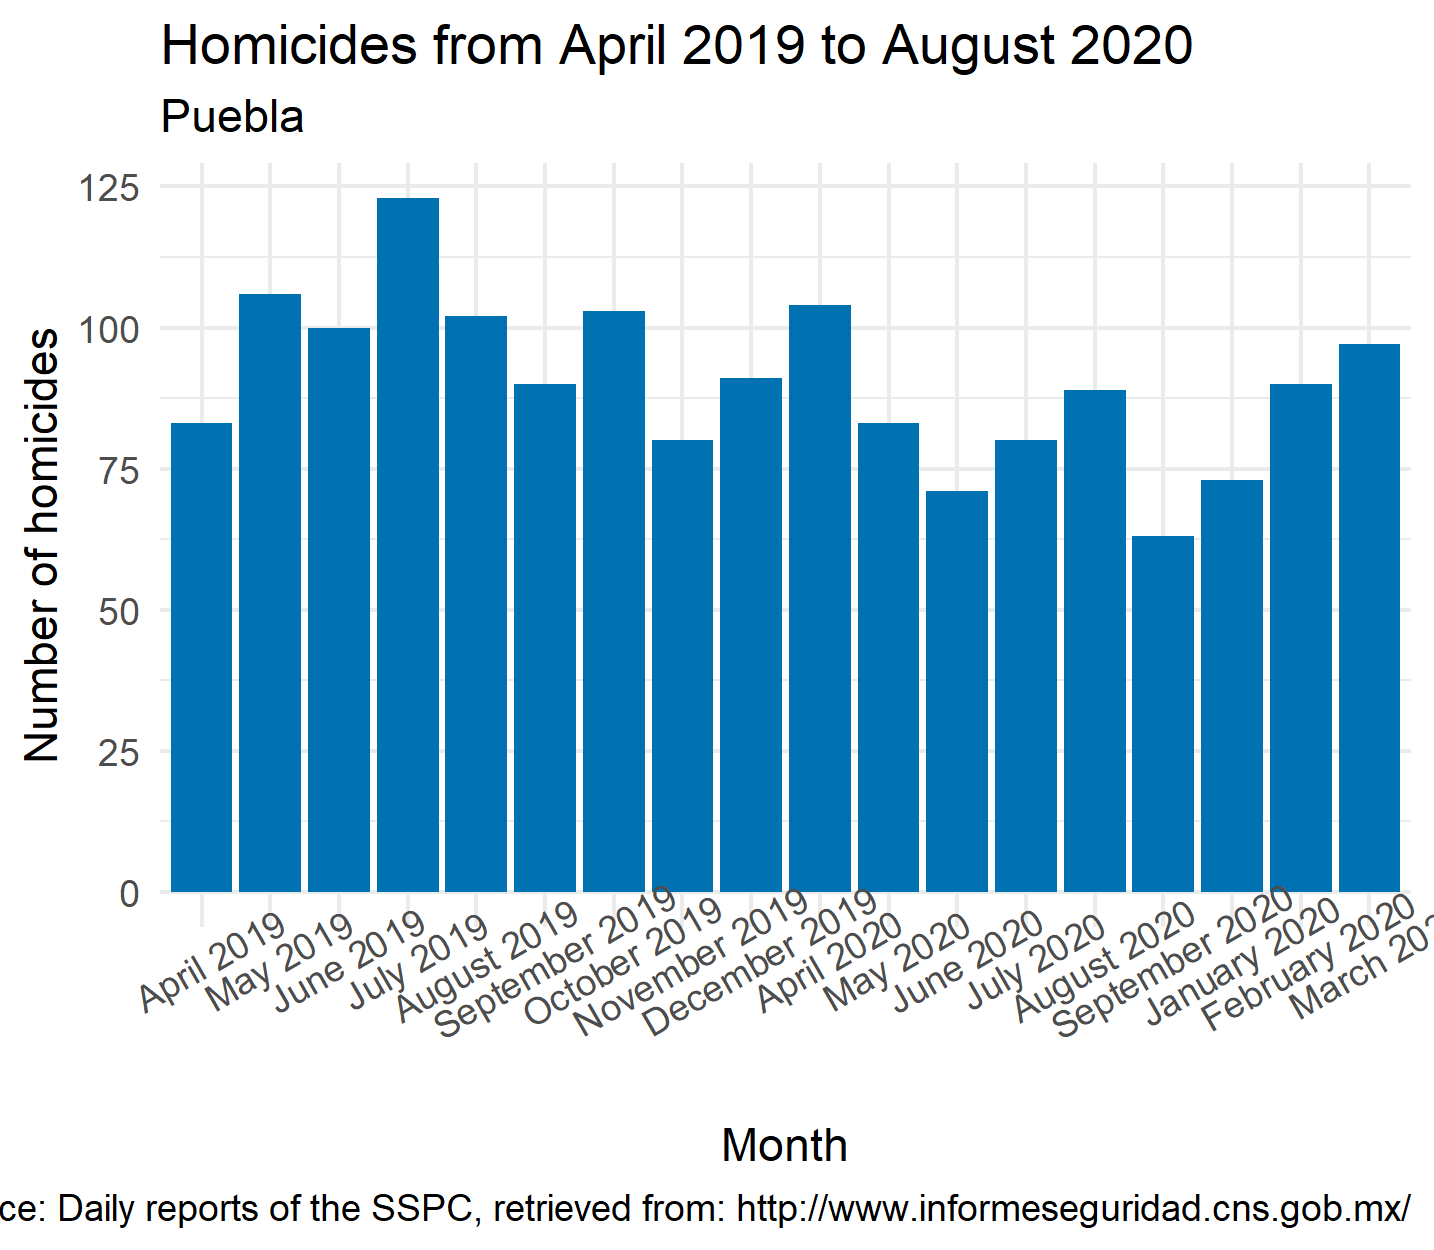 Homicides from April 2019 to August 2020
Puebla
Number of homicides
125
100
75
50
25
0
April 2019
May 2019
June 2019
July 2019
August 2019
September 2019
October 2019
November 2019
December 2019
April 2020
May 2020
June 2020
July 2020
August 2020
September 2020
January 2020
February 2020
March 202
Month
ce: Daily reports of the SSPC, retrieved from: http://www.informeseguridad.cns.gob.mx/